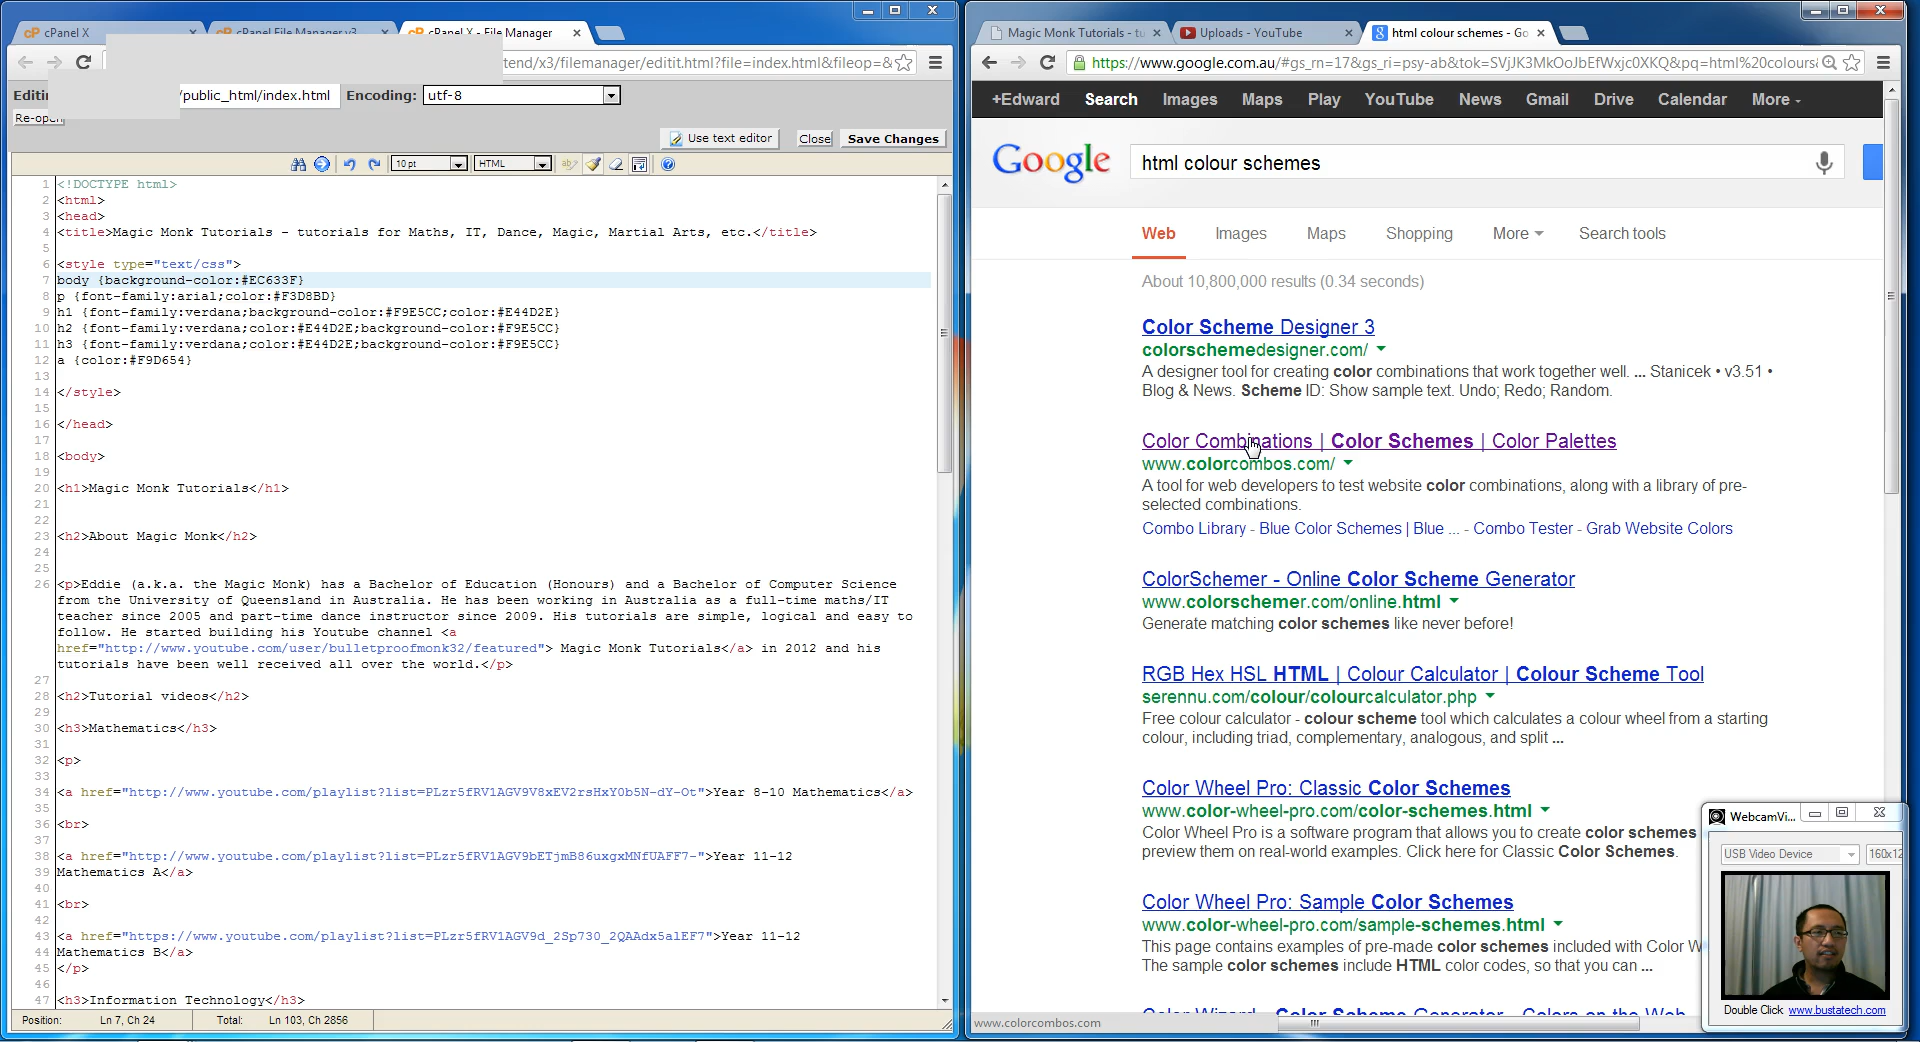 cPanel X
cPanel File Manager v3
cPanel X - File Manager
tend/x3/filemanager/editit.html?file=index.html&fileop=&
/public_html/index.html
Encoding:
utf-8
Use text editor
Close
Save Changes
10 pt
HTML
1 <!DOCTYPE html>
2 <html>
3 <head>
4 <title>Magic Monk Tutorials - tutorials for Maths, IT, Dance, Magic, Martial Arts, etc.</title>
5
6 <style type="text/css">
7 body {background-color:#EC633F}
8 p {font-family:arial;color:#F3D8BD}
9 h1 {font-family:verdana;background-color:#F9E5CC;color:#E44D2E}
10 h2 {font-family:verdana;color:#E44D2E;background-color:#F9E5CC}
11 h3 {font-family:verdana;color:#E44D2E;background-color:#F9E5CC}
12 a {color:#F9D654}
13
14 </style>
15
16 </head>
17
18 <body>
19
20 <h1>Magic Monk Tutorials</h1>
21
22
23 <h2>About Magic Monk</h2>
24
25
26 <p>Eddie (a.k.a. the Magic Monk) has a Bachelor of Education (Honours) and a Bachelor of Computer Science
from the University of Queensland in Australia. He has been working in Australia as a full-time maths/IT
teacher since 2005 and part-time dance instructor since 2009. His tutorials are simple, logical and easy to
follow. He started building his Youtube channel <a
href="http://www.youtube.com/user/bulletproofmonk32/featured"> Magic Monk Tutorials</a> in 2012 and his
tutorials have been well received all over the world.</p>
27
28 <h2>Tutorial videos</h2>
29
30 <h3>Mathematics</h3>
31
32 <p>
33
34 <a href="http://www.youtube.com/playlist?list=PLzr5fRV1AGV9V8xEV2rsHxY0b5N-dY-Ot">Year 8-10 Mathematics</a>
35
36 <br>
37
38 <a href="http://www.youtube.com/playlist?list=PLzr5fRV1AGV9bETjmB86uxgxMNfUAFF7-">Year 11-12
39 Mathematics A</a>
40
41 <br>
42
43 <a href="https://www.youtube.com/playlist?list=PLzr5fRV1AGV9d_2Sp730_2QAAdx5alEF7">Year 11-12
44 Mathematics B</a>
45 </p>
46
47 <h3>Information Technology</h3>
Position: Ln 7, Ch 24 Total: Ln 103, Ch 2856
Magic Monk Tutorials - tu
Uploads - YouTube
html colour schemes - Go
https://www.google.com.au/#gs_rn=17&gs_ri=psy-ab&tok=SVjJK3MkOoJbEfWxjc0XKQ&pq=html%20colours
+Edward Search Images Maps Play YouTube News Gmail Drive Calendar More
Google
html colour schemes
Web Images Maps Shopping More Search tools
About 10,800,000 results (0.34 seconds)
Color Scheme Designer 3
colorschemedesigner.com/
A designer tool for creating color combinations that work together well. ... Stanicek • v3.51 •
Blog & News. Scheme ID: Show sample text. Undo; Redo; Random.
Color Combinations | Color Schemes | Color Palettes
www.colorcombos.com/
A tool for web developers to test website color combinations, along with a library of pre-
selected combinations.
Combo Library - Blue Color Schemes | Blue ... - Combo Tester - Grab Website Colors
ColorSchemer - Online Color Scheme Generator
www.colorschemer.com/online.html
Generate matching color schemes like never before!
RGB Hex HSL HTML | Colour Calculator | Colour Scheme Tool
serennu.com/colour/colourcalculator.php
Free colour calculator - colour scheme tool which calculates a colour wheel from a starting
colour, including triad, complementary, analogous, and split ...
Color Wheel Pro: Classic Color Schemes
www.color-wheel-pro.com/color-schemes.html
Color Wheel Pro is a software program that allows you to create color schemes
preview them on real-world examples. Click here for Classic Color Schemes.
Color Wheel Pro: Sample Color Schemes
www.color-wheel-pro.com/sample-schemes.html
This page contains examples of pre-made color schemes included with Color W
The sample color schemes include HTML color codes, so that you can ...
Color Wizard - Color Scheme Generator - Colors on the Web
www.colorcombos.com
WebcamVi...
USB Video Device
160x12
Double Click www.bustatech.com